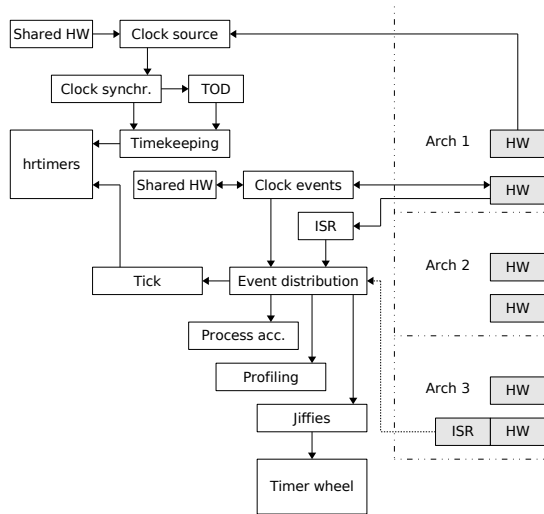 Shared HW
Clock source
Clock synchr.
TOD
Timekeeping
hrtimers
Arch 1
HW
Shared HW
Clock events
HW
ISR
Arch 2
HW
Tick
Event distribution
HW
Process acc.
Profiling
Arch 3
HW
Jiffies
ISR
HW
Timer wheel